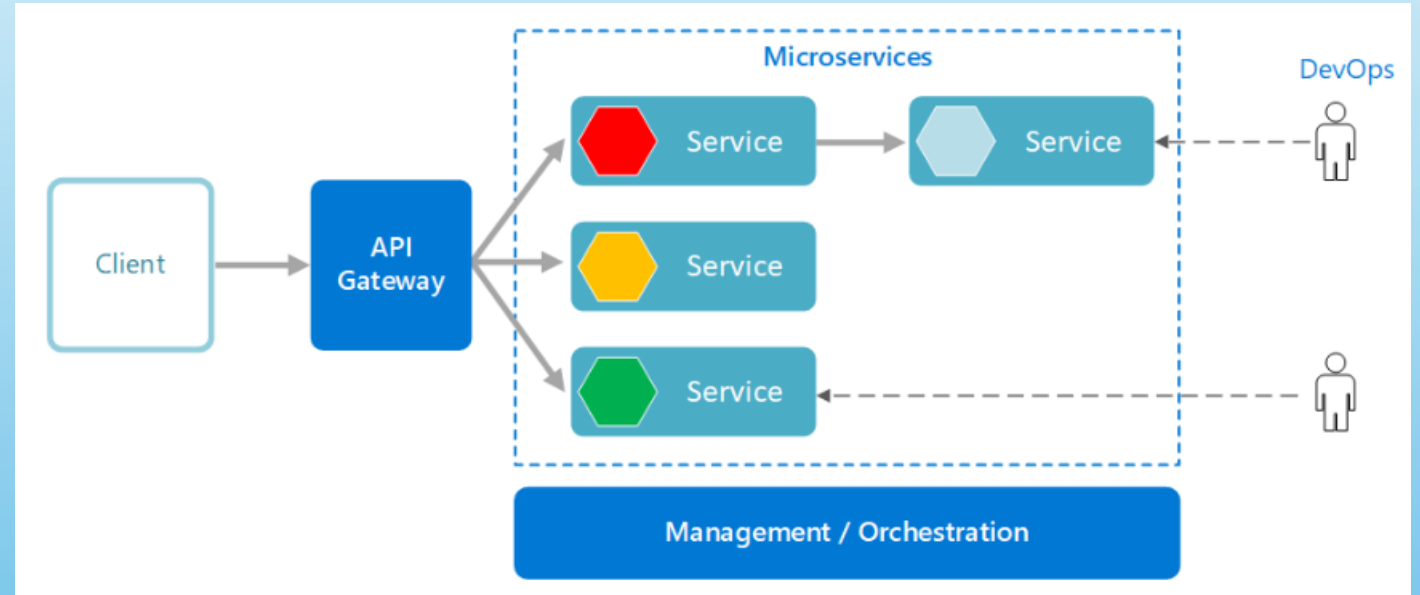 Microservices
DevOps
Service
Service
Client
API
Gateway
Service
Service
Management / Orchestration